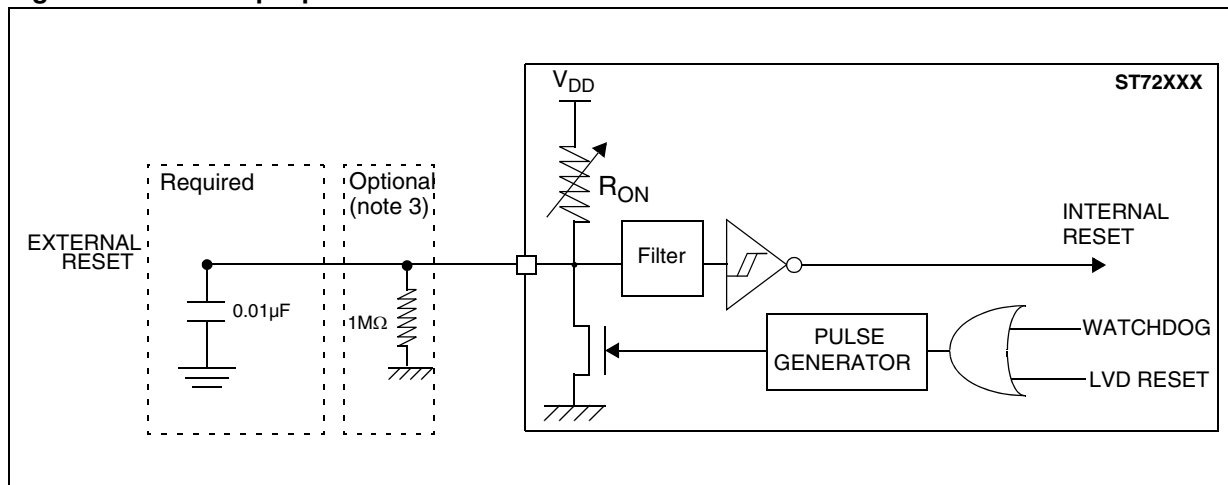 ST72XXX
VDD
RON
Required
Optional
(note 3)
EXTERNAL
RESET
0.01µF
1MΩ
Filter
INTERNAL
RESET
PULSE
GENERATOR
WATCHDOG
LVD RESET